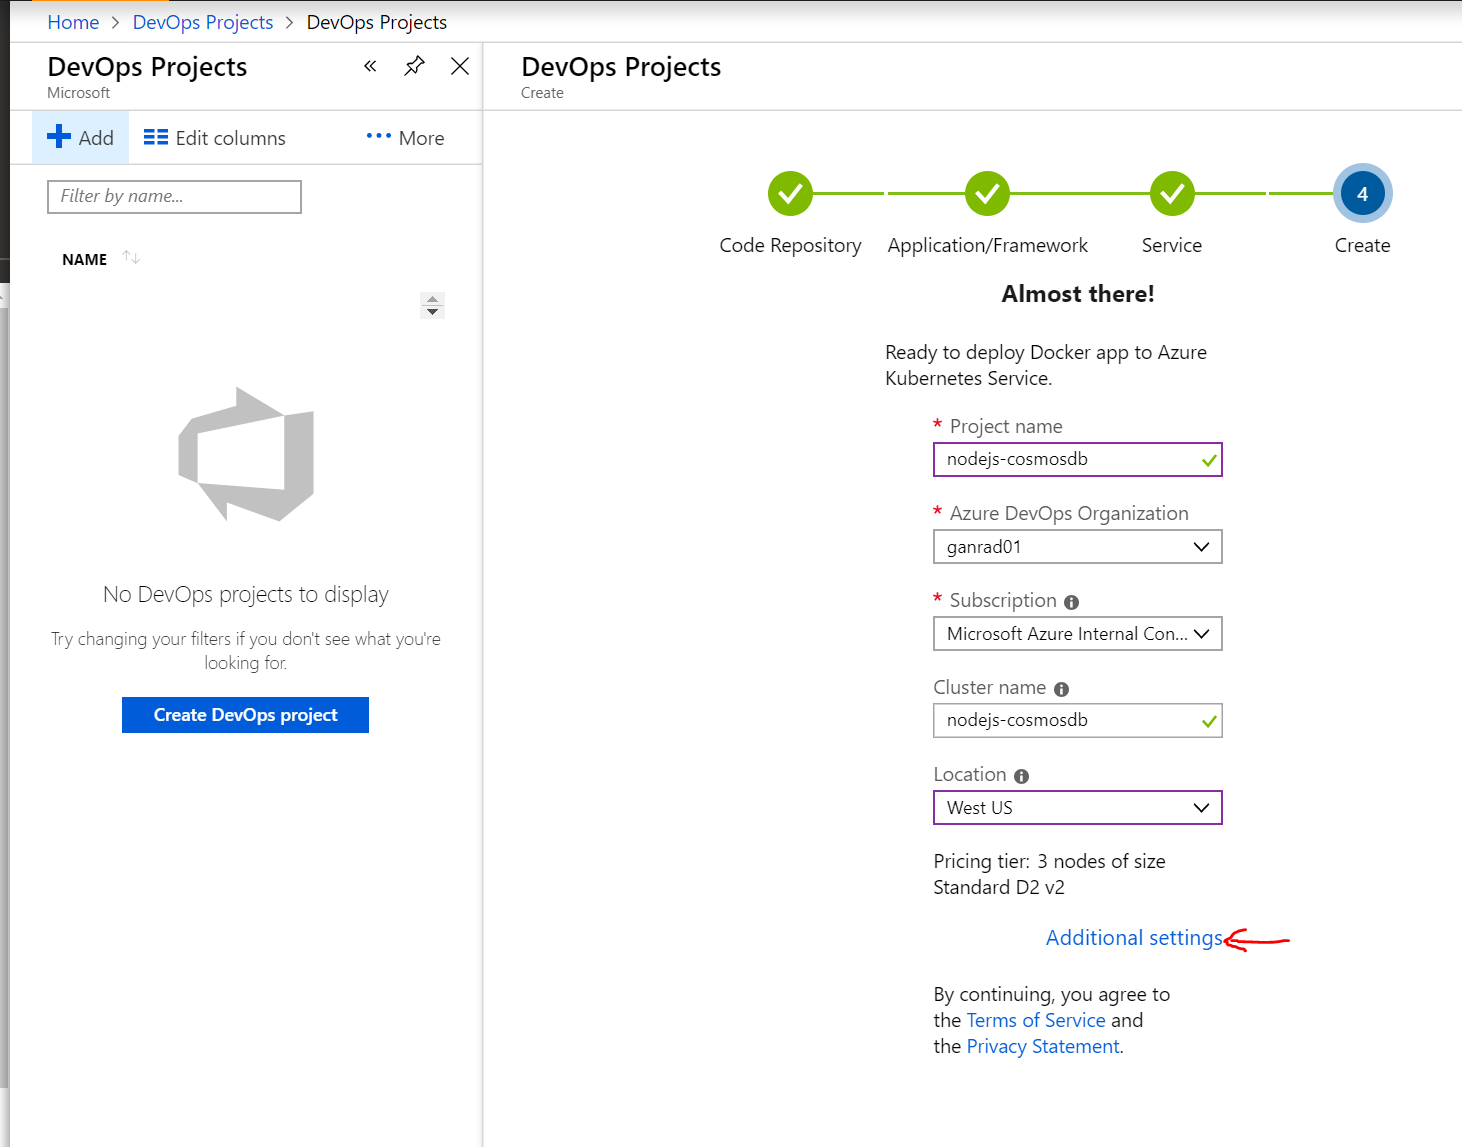 Home > DevOps Projects > DevOps Projects
DevOps Projects
Microsoft
Add
Edit columns
More
Filter by name...
NAME
No DevOps projects to display
Try changing your filters if you don't see what you're
looking for.
Create DevOps project
DevOps Projects
Create
4
Code Repository
Application/Framework
Service
Create
Almost there!
Ready to deploy Docker app to Azure
Kubernetes Service.
* Project name
nodejs-cosmosdb
* Azure DevOps Organization
ganrad01
* Subscription
Microsoft Azure Internal Con...
Cluster name
nodejs-cosmosdb
Location
West US
Pricing tier: 3 nodes of size
Standard D2 v2
Additional settings
By continuing, you agree to
the Terms of Service and
the Privacy Statement.